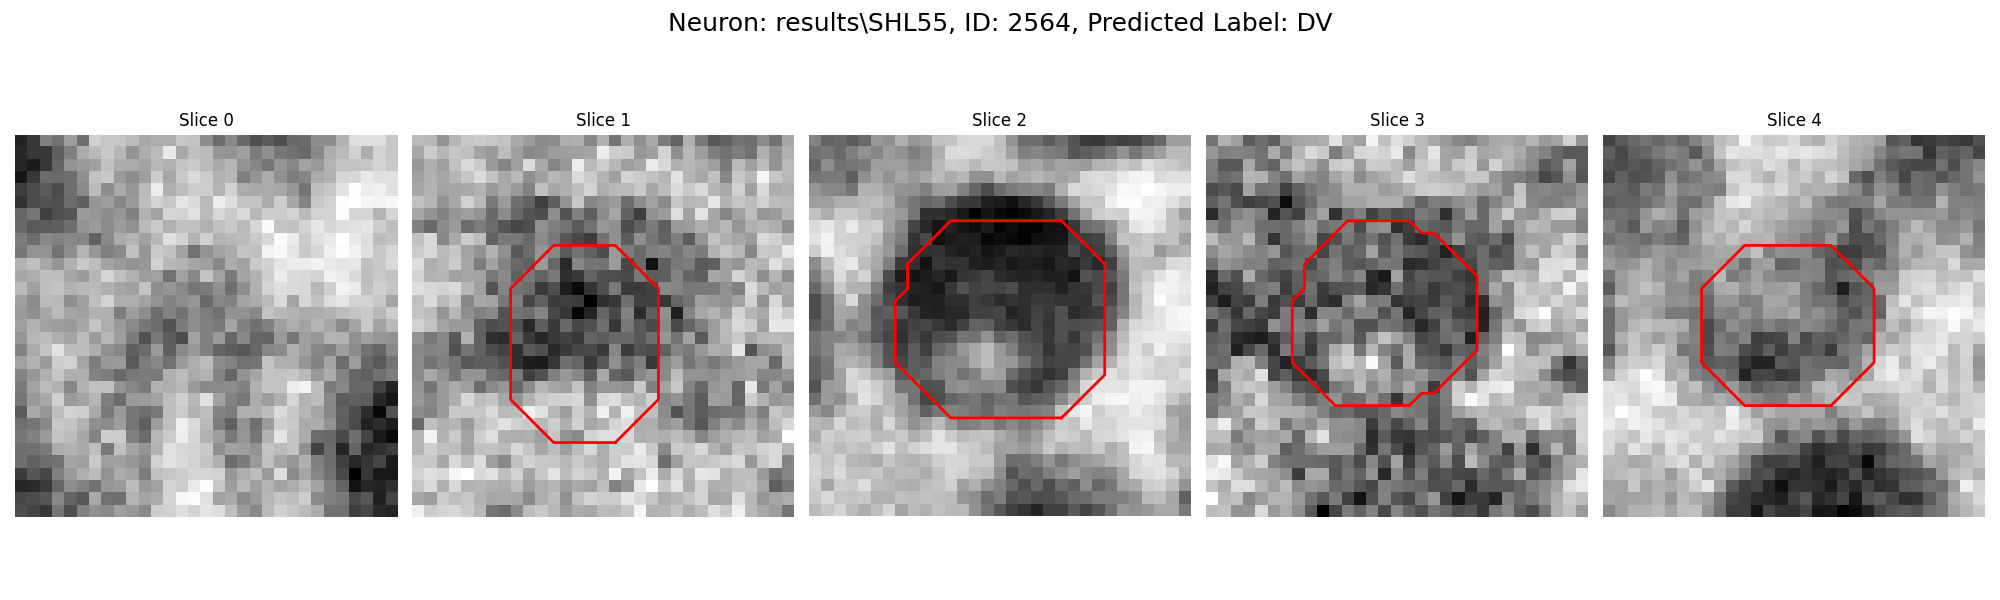 Neuron: results\SHL55, ID: 2564, Predicted Label: DV
Slice 0
Slice 1
Slice 2
Slice 3
Slice 4